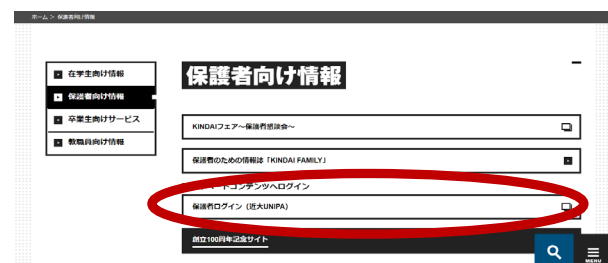 ホーム > 保護者向け情報
在学生向け情報
保護者向け情報
卒業生向けサービス
教職員向け情報
保護者向け情報
KINDAIフェア～保護者懇談会～
保護者のための情報誌「KINDAI FAMILY」
ートコンテンツへログイン
保護者ログイン（近大UNIPA）
創立100周年記念サイト
MENU